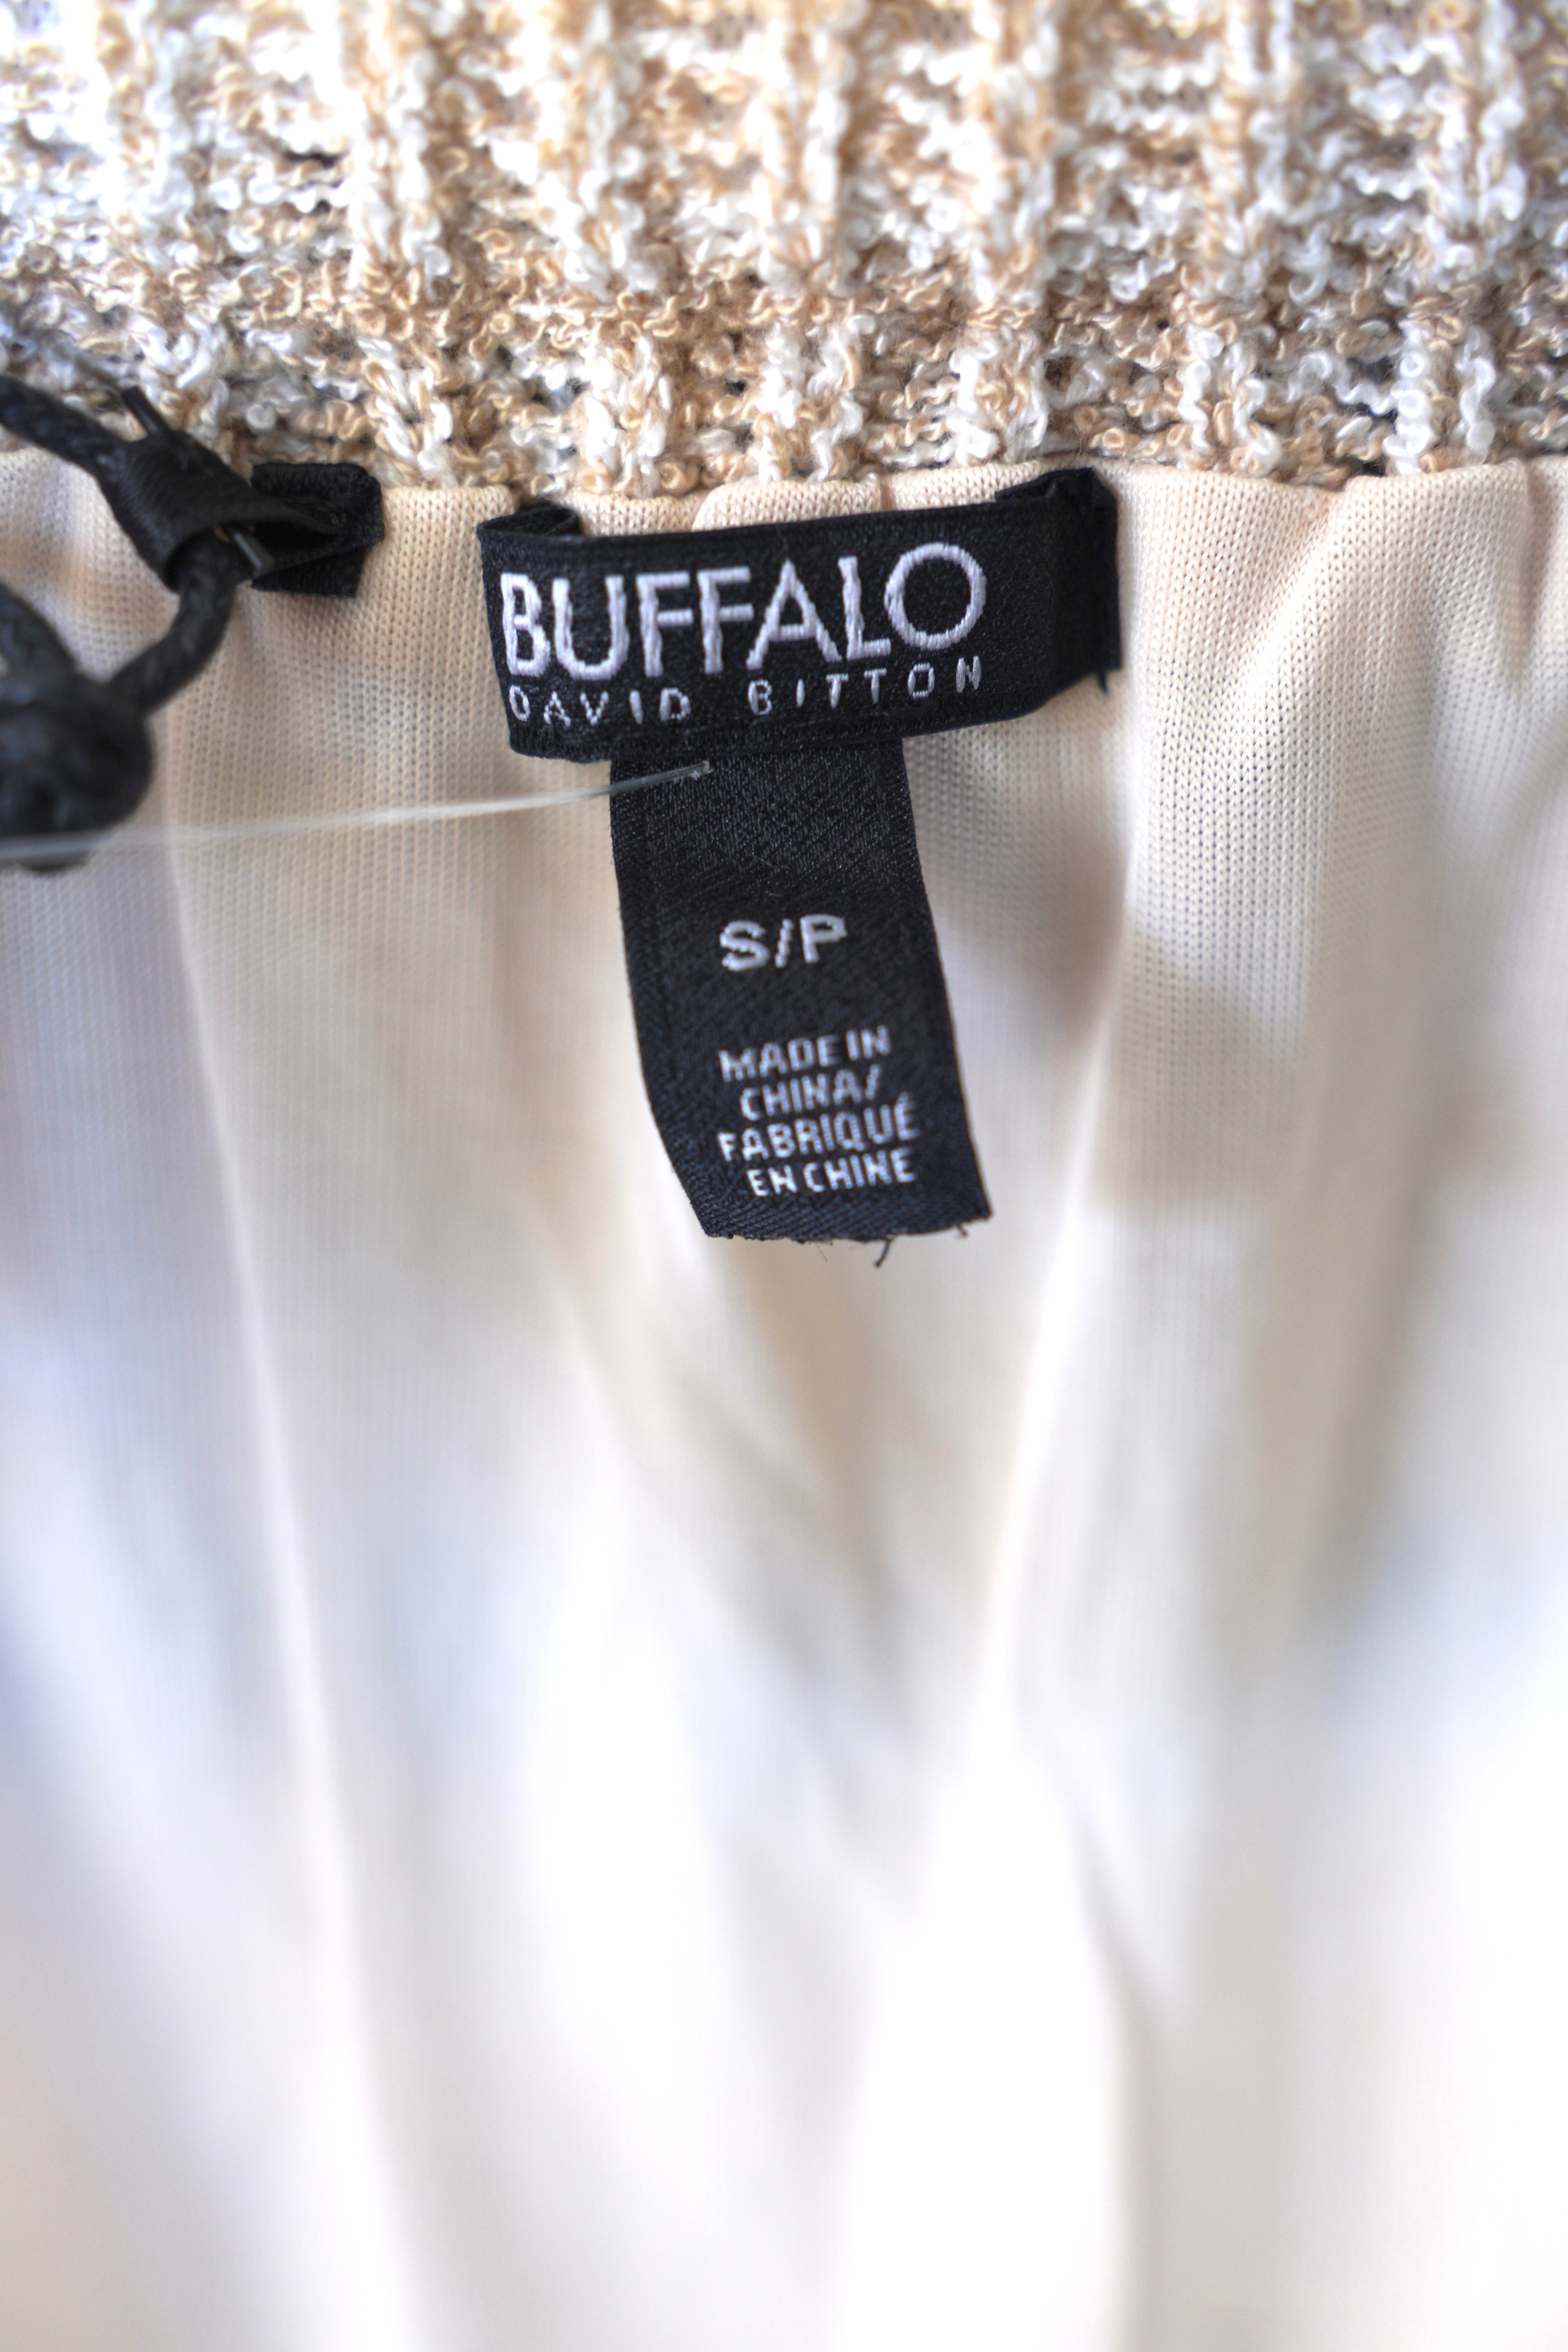 BUFFALO
DAVID BITTON
S/P
MADE IN
CHINA/
FABRIQUÉ
EN CHINE